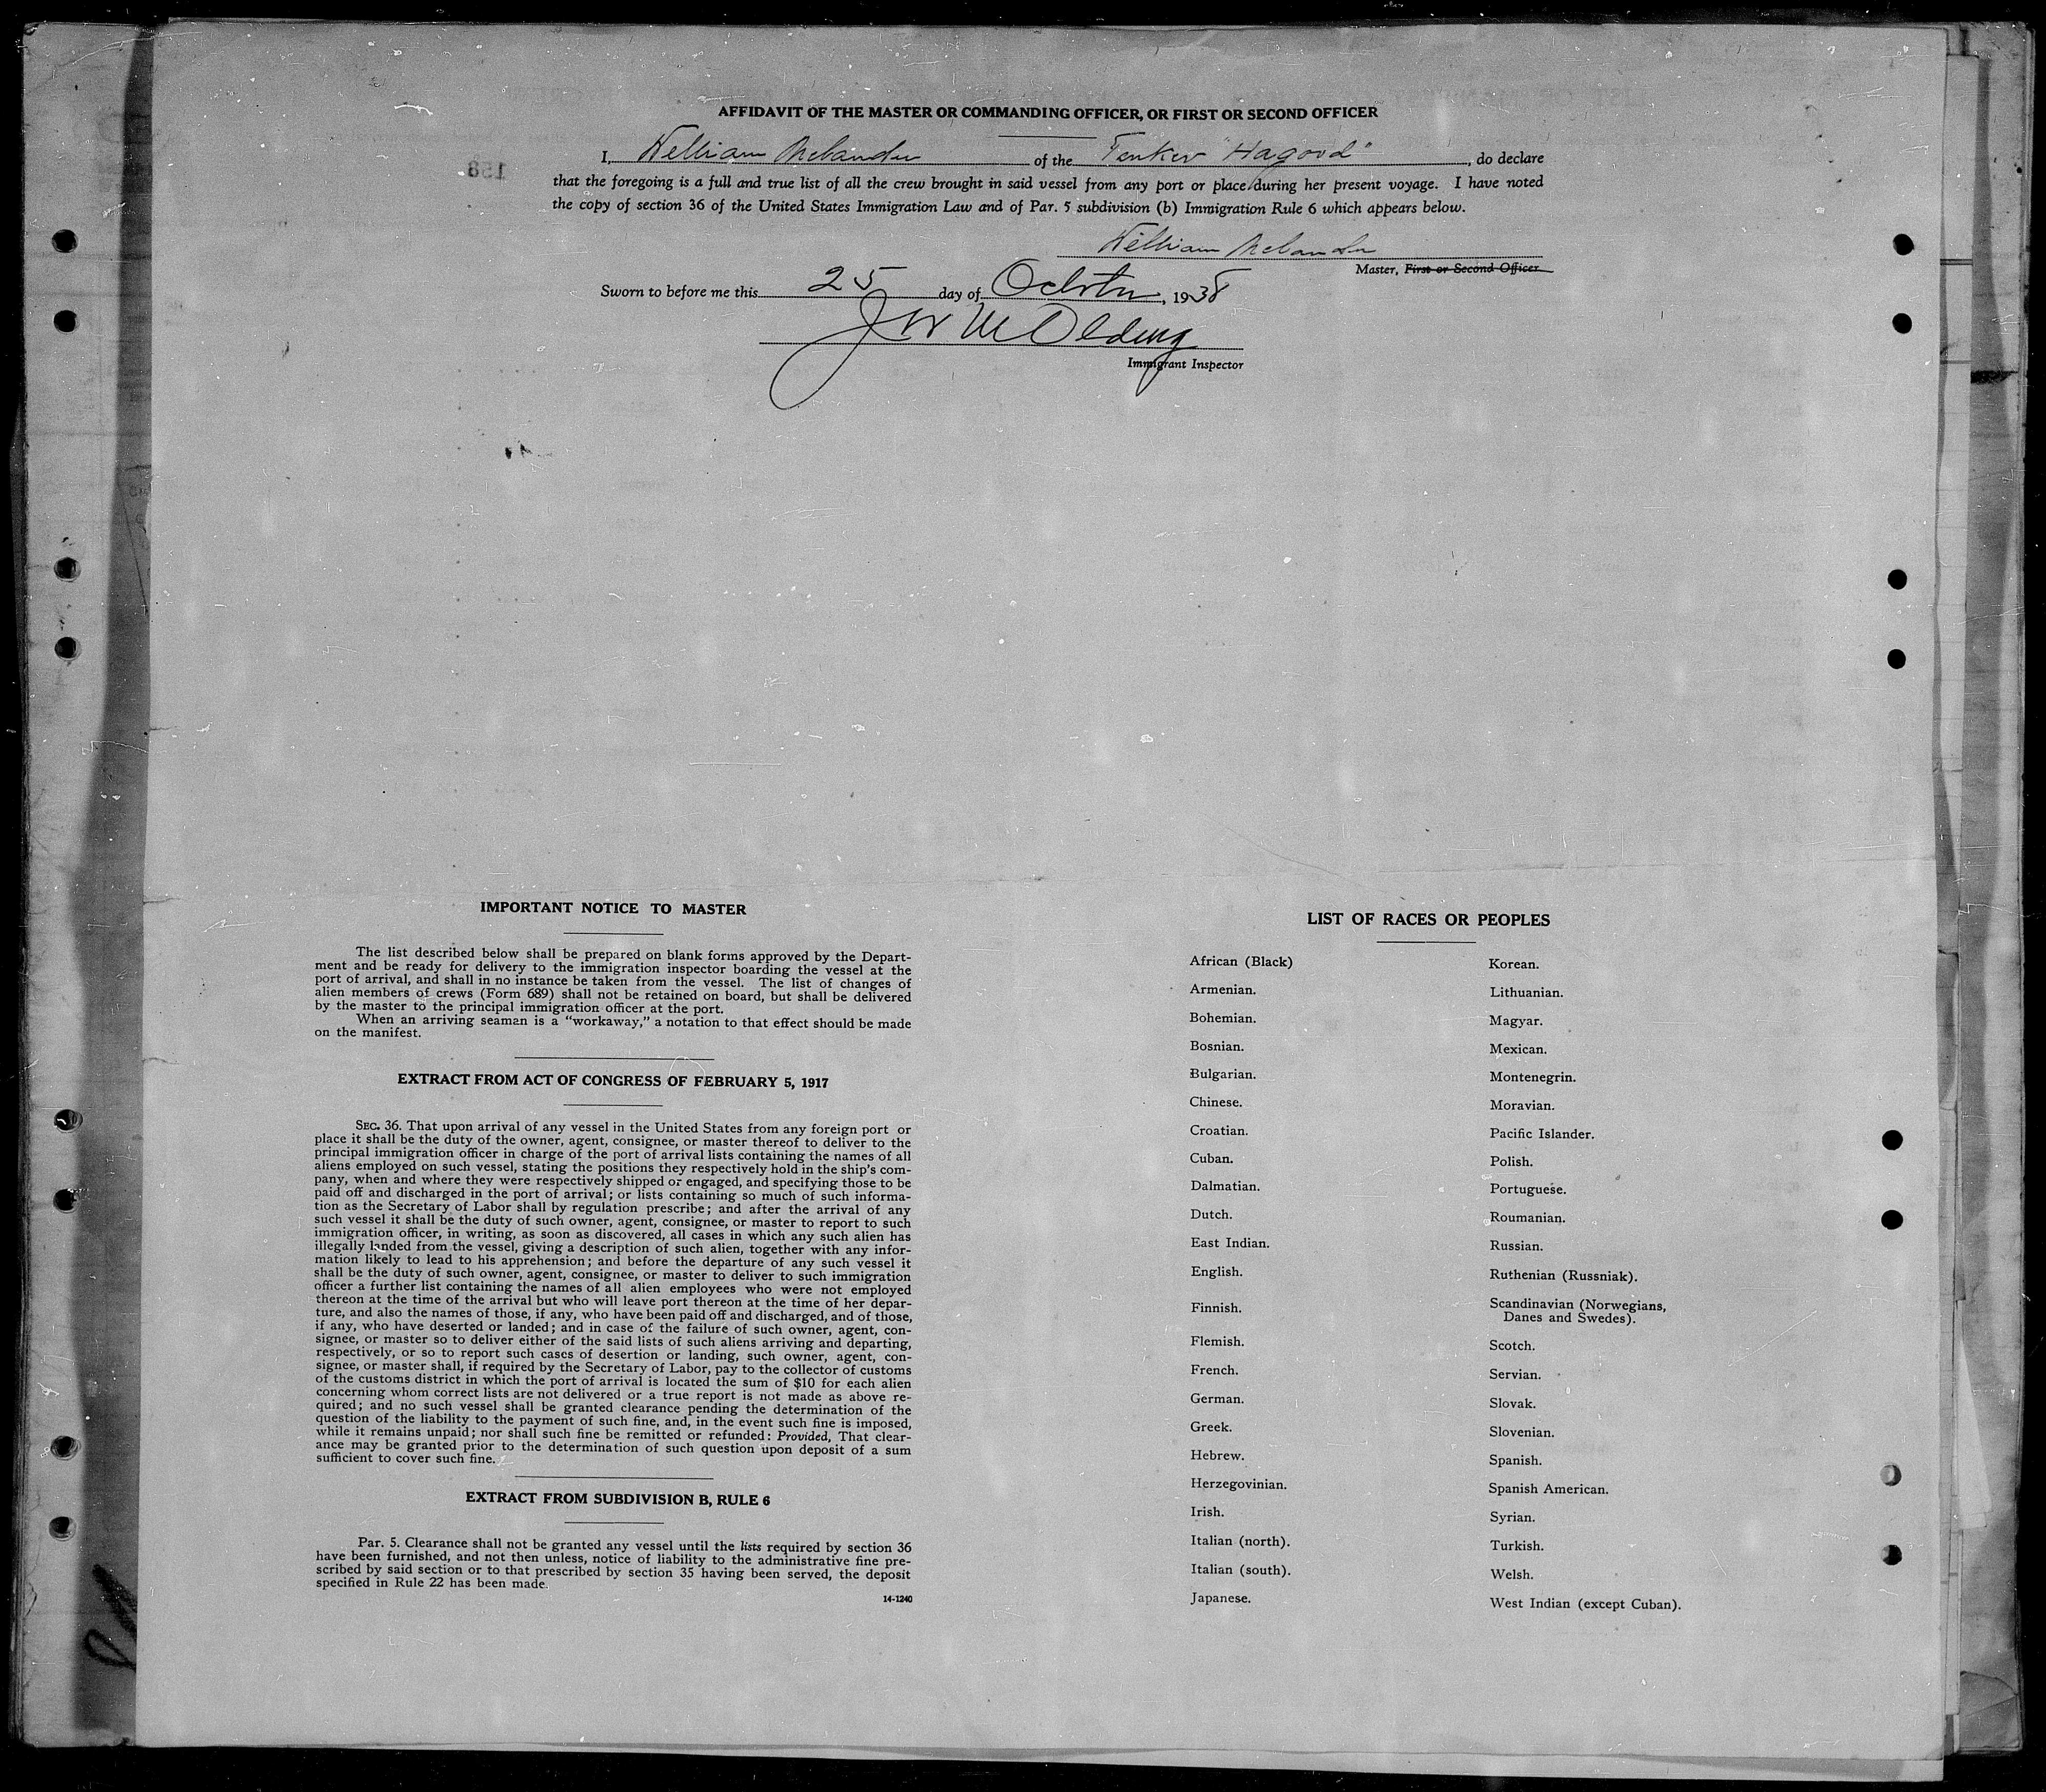 AFFIDAVIT OF THE MASTER OR COMMANDING OFFICER, OR FIRST OR SECOND OFFICER
I, William Melander of the Tanker "Hagood", do declare
that the foregoing is a full and true list of all the crew brought in said vessel from any port or place during her present voyage. I have noted
the copy of section 36 of the United States Immigration Law and of Par. 5 subdivision (b) Immigration Rule 6 which appears below.
William Melander
Master, First or Second Officer
Sworn to before me this 25 day of October, 1938
Immigrant Inspector
158
IMPORTANT NOTICE TO MASTER
The list described below shall be prepared on blank forms approved by the Depart-
ment and be ready for delivery to the immigration inspector boarding the vessel at the
port of arrival, and shall in no instance be taken from the vessel. The list of changes of
alien members of crews (Form 689) shall not be retained on board, but shall be delivered
by the master to the principal immigration officer at the port.
When an arriving seaman is a "workaway," a notation to that effect should be made
on the manifest.
EXTRACT FROM ACT OF CONGRESS OF FEBRUARY 5, 1917
SEC. 36. That upon arrival of any vessel in the United States from any foreign port or
place it shall be the duty of the owner, agent, consignee, or master thereof to deliver to the
principal immigration officer in charge of the port of arrival lists containing the names of all
aliens employed on such vessel, stating the positions they respectively hold in the ship's com-
pany, when and where they were respectively shipped or engaged, and specifying those to be
paid off and discharged in the port of arrival; or lists containing so much of such informa-
tion as the Secretary of Labor shall by regulation prescribe; and after the arrival of any
such vessel it shall be the duty of such owner, agent, consignee, or master to report to such
immigration officer, in writing, as soon as discovered, all cases in which any such alien has
illegally landed from the vessel, giving a description of such alien, together with any infor-
mation likely to lead to his apprehension; and before the departure of any such vessel it
shall be the duty of such owner, agent, consignee, or master to deliver to such immigration
officer a further list containing the names of all alien employees who were not employed
thereon at the time of the arrival but who will leave port thereon at the time of her depar-
ture, and also the names of those, if any, who have been paid off and discharged, and of those,
if any, who have deserted or landed; and in case of the failure of such owner, agent, con-
signee, or master so to deliver either of the said lists of such aliens arriving and departing,
respectively, or so to report such cases of desertion or landing, such owner, agent, con-
signee, or master shall, if required by the Secretary of Labor, pay to the collector of customs
of the customs district in which the port of arrival is located the sum of $10 for each alien
concerning whom correct lists are not delivered or a true report is not made as above re-
quired; and no such vessel shall be granted clearance pending the determination of the
question of the liability to the payment of such fine, and, in the event such fine is imposed,
while it remains unpaid; nor shall such fine be remitted or refunded: Provided, That clear-
ance may be granted prior to the determination of such question upon deposit of a sum
sufficient to cover such fine.
EXTRACT FROM SUBDIVISION B, RULE 6
Par. 5. Clearance shall not be granted any vessel until the lists required by section 36
have been furnished, and not then unless, notice of liability to the administrative fine pre-
scribed by said section or to that prescribed by section 35 having been served, the deposit
specified in Rule 22 has been made.
14-1240
LIST OF RACES OR PEOPLES
African (Black)
Armenian.
Bohemian.
Bosnian.
Bulgarian.
Chinese.
Croatian.
Cuban.
Dalmatian.
Dutch.
East Indian.
English.
Finnish.
Flemish.
French.
German.
Greek.
Hebrew.
Herzegovinian.
Irish.
Italian (north).
Italian (south).
Japanese.
Korean.
Lithuanian.
Magyar.
Mexican.
Montenegrin.
Moravian.
Pacific Islander.
Polish.
Portuguese.
Roumanian.
Russian.
Ruthenian (Russniak).
Scandinavian (Norwegians,
Danes and Swedes).
Scotch.
Servian.
Slovak.
Slovenian.
Spanish.
Spanish American.
Syrian.
Turkish.
Welsh.
West Indian (except Cuban).